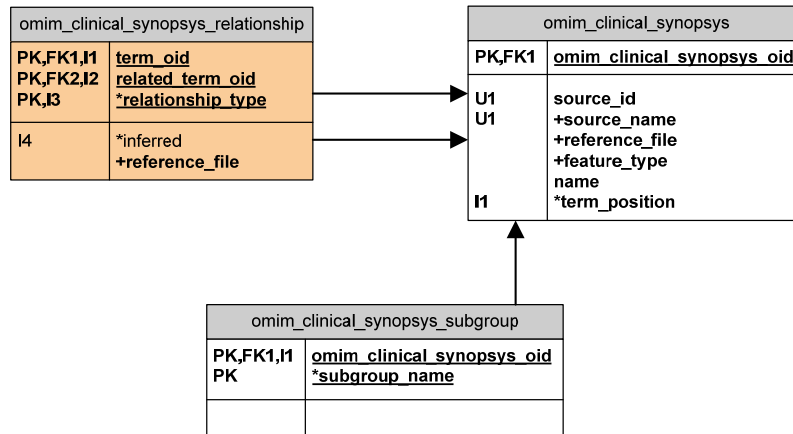 omim_clinical_synopsys_relationship
PK,FK1,I1 term_oid
PK,FK2,I2 related_term_oid
PK,I3 *relationship_type
I4 *inferred
+reference_file
omim_clinical_synopsys
PK,FK1 omim_clinical_synopsys_oid
U1 source_id
U1 +source_name
+reference_file
+feature_type
name
I1 *term_position
omim_clinical_synopsys_subgroup
PK,FK1,I1 omim_clinical_synopsys_oid
PK *subgroup_name